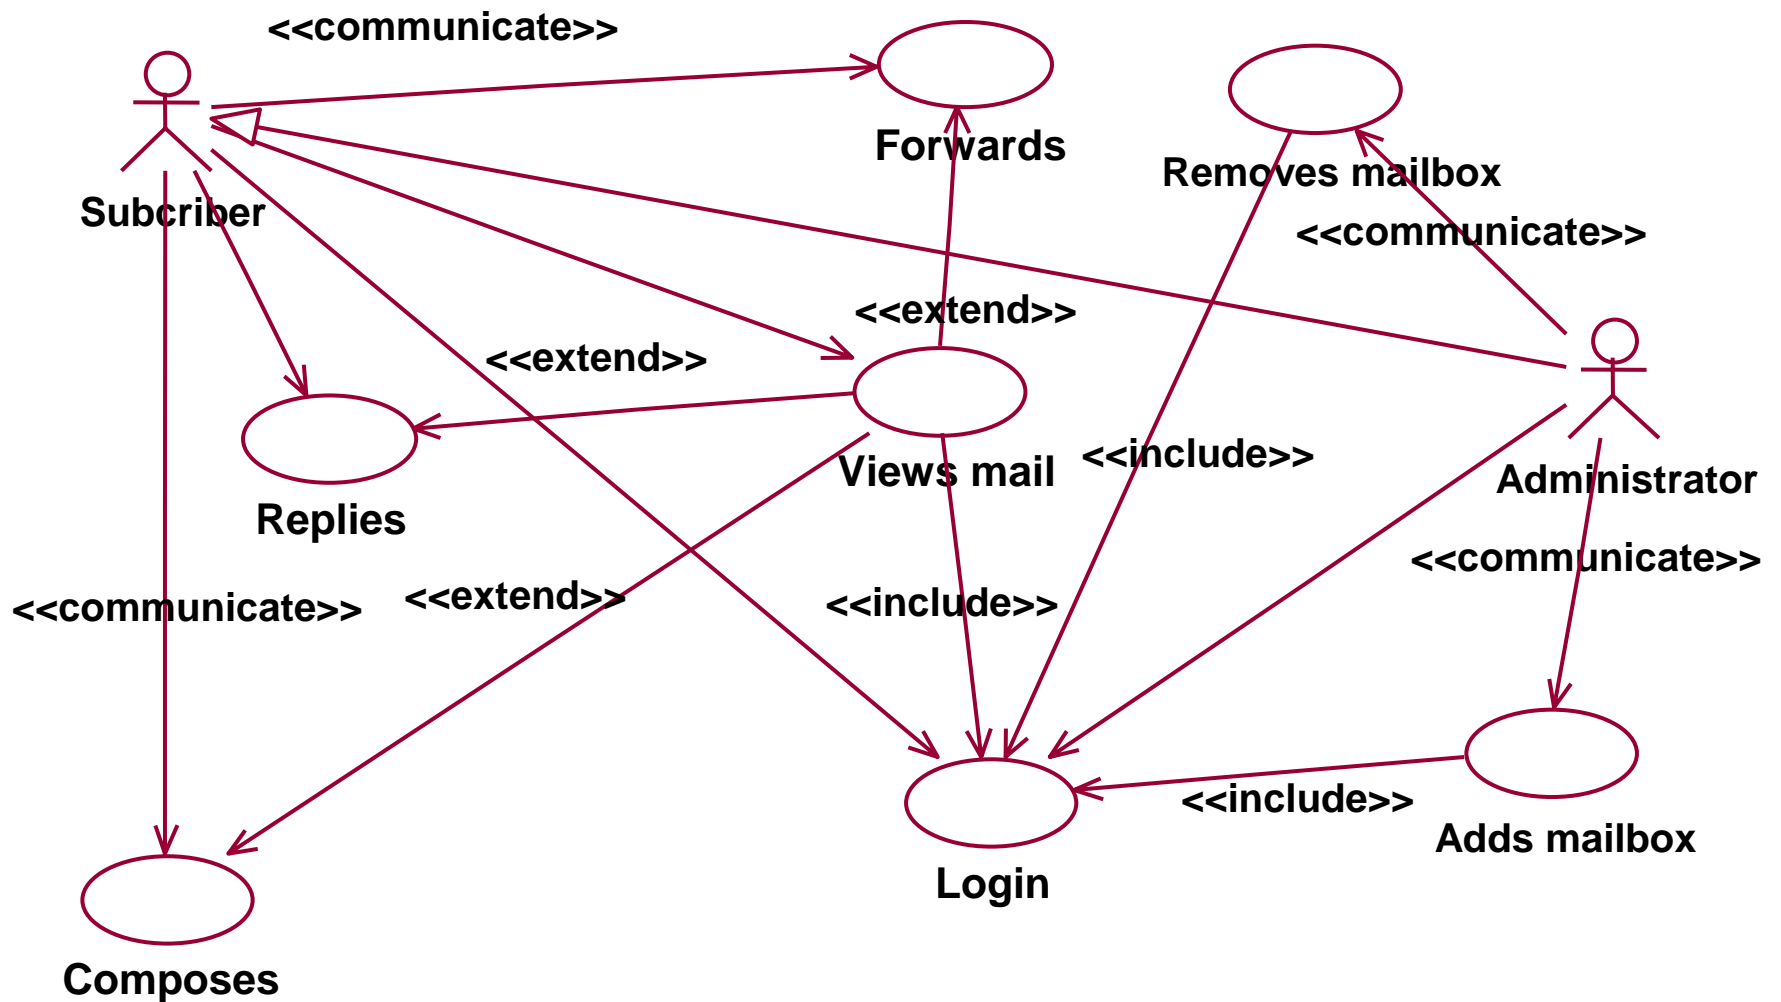 <<communicate>>
Forwards
Removes mailbox
Subcriber
<<communicate>>
<<extend>>
<<extend>>
<<include>>
Views mail
Administrator
Replies
<<communicate>>
<<communicate>>
<<extend>>
<<include>>
<<include>>
Adds mailbox
Login
Composes